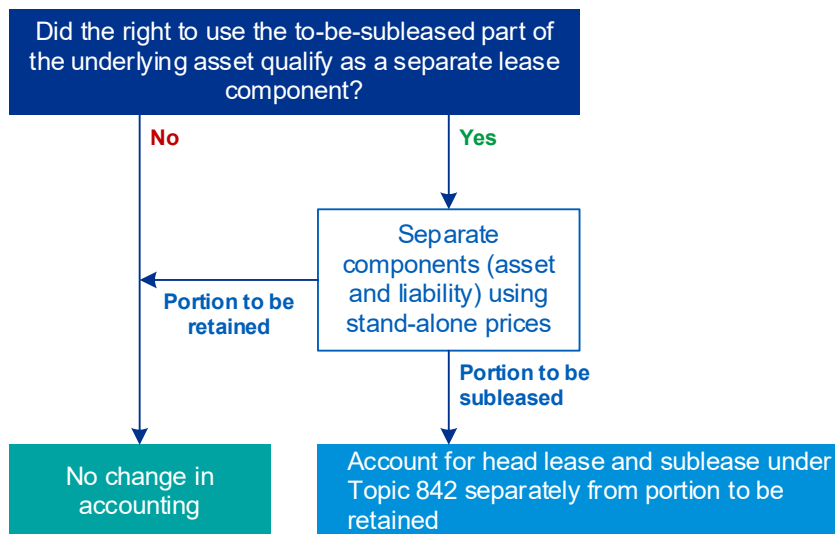 Did the right to use the to-be-subleased part of
the underlying asset qualify as a separate lease
component?
No
Yes
Separate
components (asset
and liability) using
stand-alone prices
Portion to be
retained
Portion to be
subleased
No change in
accounting
Account for head lease and sublease under
Topic 842 separately from portion to be
retained